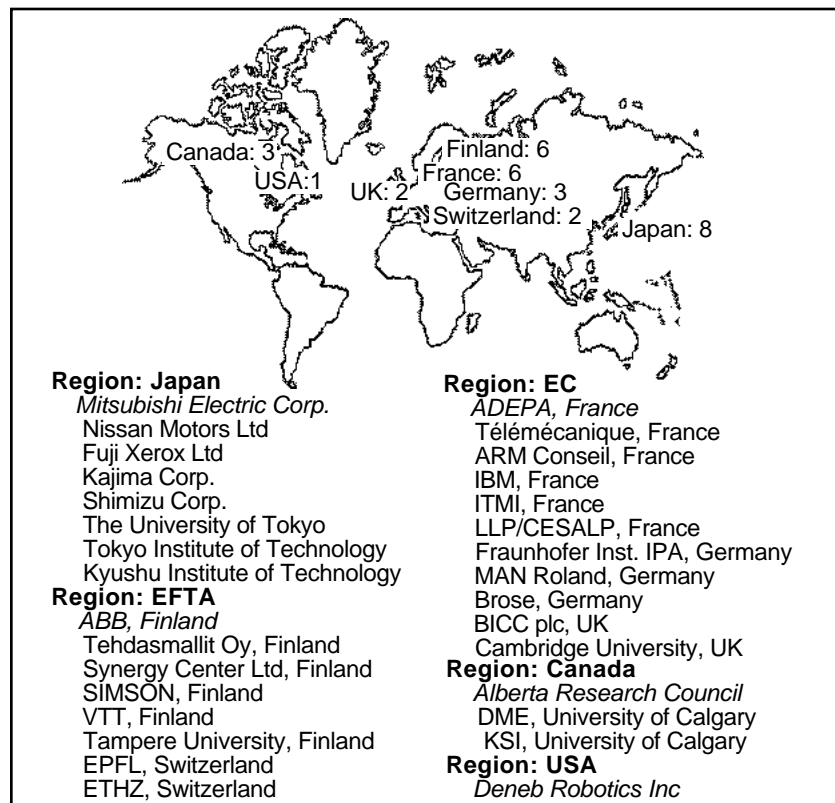 Canada: 3
USA:1
UK: 2
Finland: 6
France: 6
Germany: 3
Switzerland: 2
Japan: 8
Region: Japan
Mitsubishi Electric Corp.
Nissan Motors Ltd
Fuji Xerox Ltd
Kajima Corp.
Shimizu Corp.
The University of Tokyo
Tokyo Institute of Technology
Kyushu Institute of Technology
Region: EFTA
ABB, Finland
Tehdasmallit Oy, Finland
Synergy Center Ltd, Finland
SIMSON, Finland
VTT, Finland
Tampere University, Finland
EPFL, Switzerland
ETHZ, Switzerland
Region: EC
ADEPA, France
Télémécanique, France
ARM Conseil, France
IBM, France
ITMI, France
LLP/CESALP, France
Fraunhofer Inst. IPA, Germany
MAN Roland, Germany
Brose, Germany
BICC plc, UK
Cambridge University, UK
Region: Canada
Alberta Research Council
DME, University of Calgary
KSI, University of Calgary
Region: USA
Deneb Robotics Inc